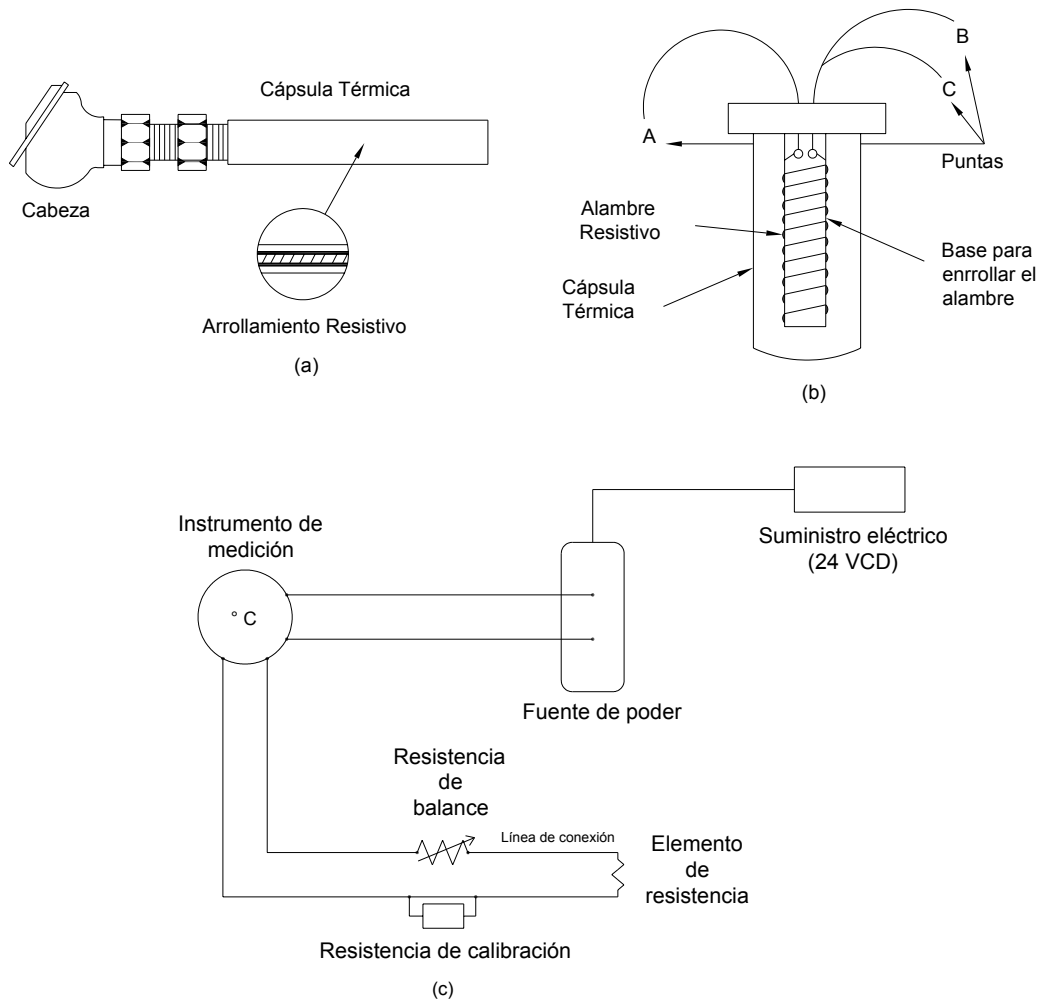 Cápsula Térmica
Cabeza
Arrollamiento Resistivo
(a)
A
B
C
Puntas
Alambre
Resistivo
Cápsula
Térmica
Base para
enrrollar el
alambre
(b)
Suministro eléctrico
(24 VCD)
Instrumento de
medición
° C
Fuente de poder
Resistencia
de
balance
Línea de conexión
Elemento
de
resistencia
Resistencia de calibración
(c)